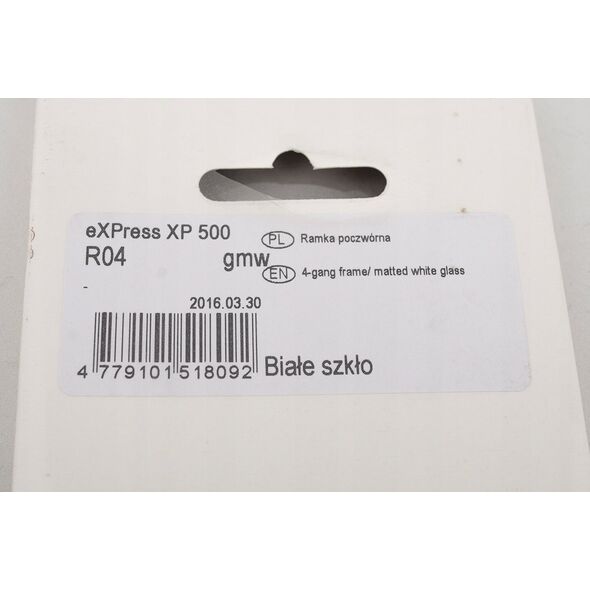 eXPress XP 500
R04 gmw
-
PL Ramka poczwórna
EN 4-gang frame/ matted white glass
2016.03.30
4 779101 518092
Białe szkło